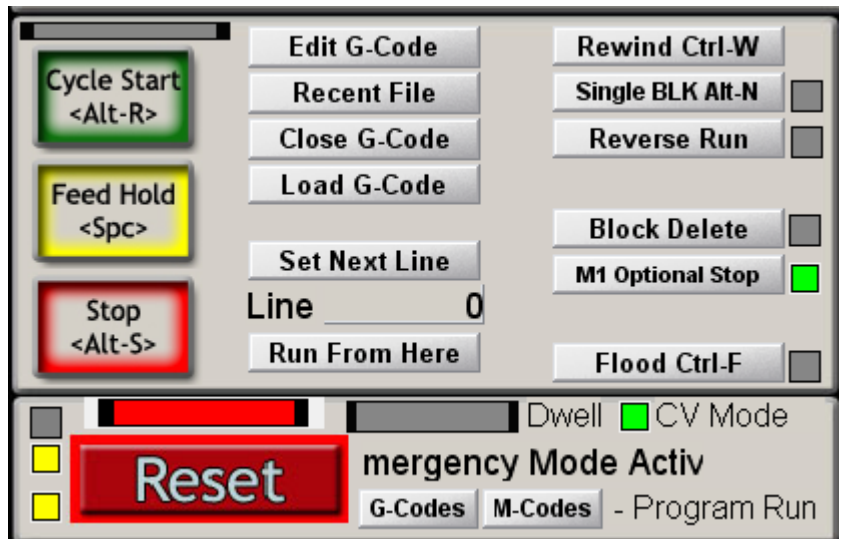 Cycle Start
<Alt-R>
Feed Hold
<Spc>
Stop
<Alt-S>
Edit G-Code
Recent File
Close G-Code
Load G-Code
Set Next Line
Line 0
Run From Here
Rewind Ctrl-W
Single BLK Alt-N
Reverse Run
Block Delete
M1 Optional Stop
Flood Ctrl-F
Dwell CV Mode
Reset
mergency Mode Activ
G-Codes M-Codes - Program Run